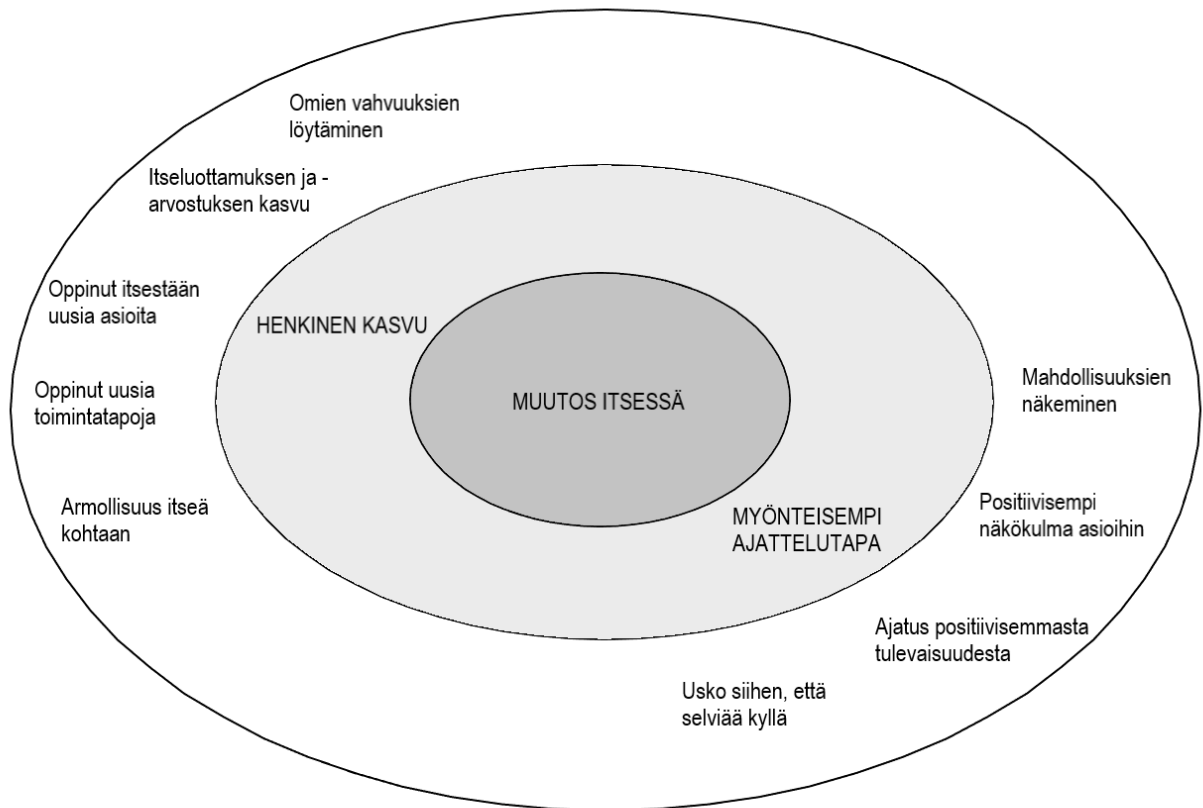 Omien vahvuuksien
löytäminen
Itseluottamuksen ja -
arvostuksen kasvu
Oppinut itsestään
uusia asioita
HENKINEN KASVU
Oppinut uusia
toimintatapoja
MUUTOS ITSESSÄ
Mahdollisuuksien
näkeminen
Armollisuus itseä
kohtaan
MYÖNTEISEMPI
AJATTELUTAPA
Positiivisempi
näkökulma asioihin
Ajatus positiivisemmasta
tulevaisuudesta
Usko siihen, että
selviää kyllä